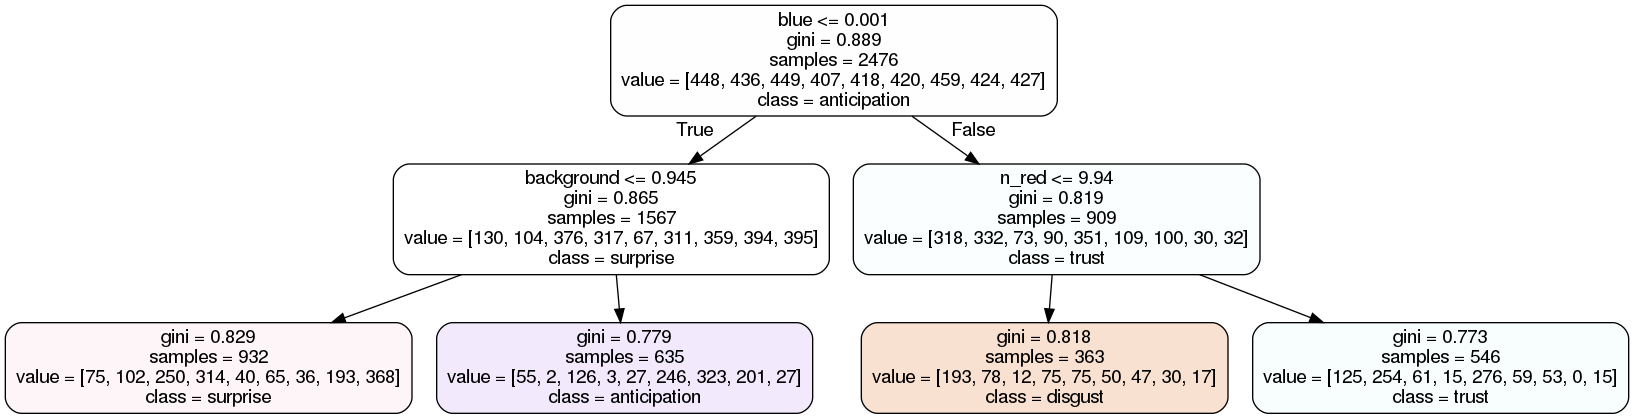 blue <= 0.001
gini = 0.889
samples = 2476
value = [448, 436, 449, 407, 418, 420, 459, 424, 427]
class = anticipation
True
False
background <= 0.945
gini = 0.865
samples = 1567
value = [130, 104, 376, 317, 67, 311, 359, 394, 395]
class = surprise
n_red <= 9.94
gini = 0.819
samples = 909
value = [318, 332, 73, 90, 351, 109, 100, 30, 32]
class = trust
gini = 0.829
samples = 932
value = [75, 102, 250, 314, 40, 65, 36, 193, 368]
class = surprise
gini = 0.779
samples = 635
value = [55, 2, 126, 3, 27, 246, 323, 201, 27]
class = anticipation
gini = 0.818
samples = 363
value = [193, 78, 12, 75, 75, 50, 47, 30, 17]
class = disgust
gini = 0.773
samples = 546
value = [125, 254, 61, 15, 276, 59, 53, 0, 15]
class = trust